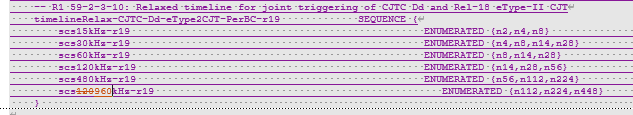 -- R1 59-2-3-10: Relaxed timeline for joint triggering of CJTC Dd and Rel-18 eType-II CJT
timelineRelax-CJTC-Dd-eType2CJT-PerBC-r19 SEQUENCE {
scs15kHz-r19 ENUMERATED {n2,n4,n8}
scs30kHz-r19 ENUMERATED {n4,n8,n14,n28}
scs60kHz-r19 ENUMERATED {n8,n14,n28}
scs120kHz-r19 ENUMERATED {n14,n28,n56}
scs480kHz-r19 ENUMERATED {n56,n112,n224}
scs120960kHz-r19 ENUMERATED {n112,n224,n448}
}